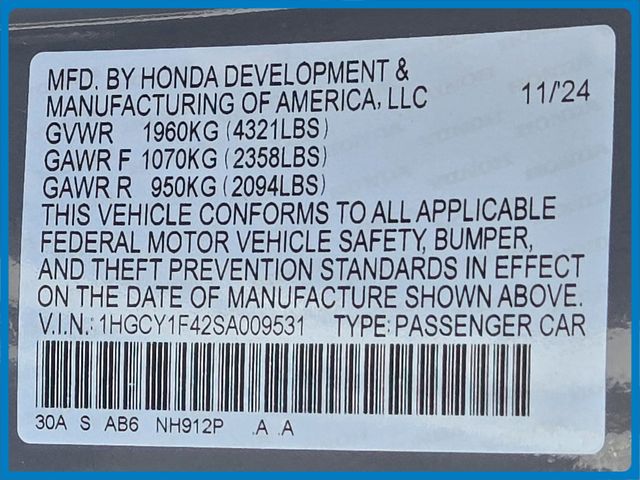 MFD. BY HONDA DEVELOPMENT &
MANUFACTURING OF AMERICA, LLC 11/'24
GVWR 1960KG (4321LBS)
GAWR F 1070KG (2358LBS)
GAWR R 950KG (2094LBS)
THIS VEHICLE CONFORMS TO ALL APPLICABLE
FEDERAL MOTOR VEHICLE SAFETY, BUMPER,
AND THEFT PREVENTION STANDARDS IN EFFECT
ON THE DATE OF MANUFACTURE SHOWN ABOVE.
V.I.N.: 1HGCY1F42SA009531 TYPE: PASSENGER CAR
30A S AB6 NH912P .A .A